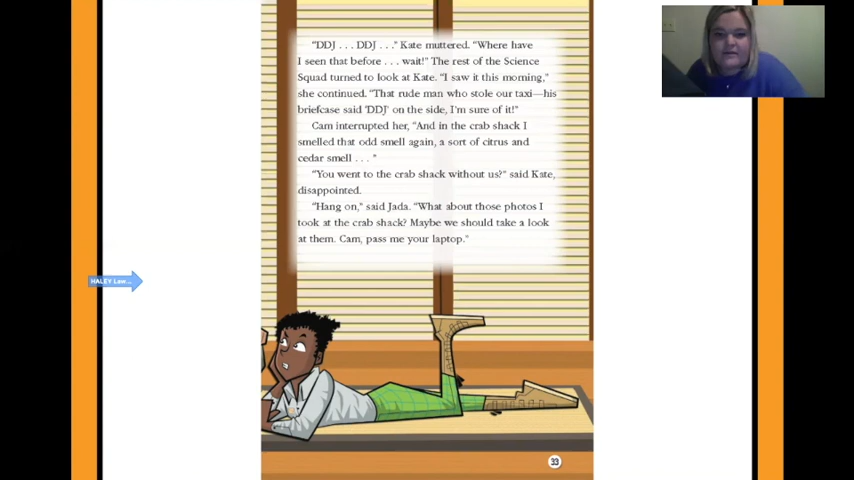 "DDJ . . . DDJ . . ." Kate muttered. "Where have
I seen that before . . . wait!" The rest of the Science
Squad turned to look at Kate. "I saw it this morning,"
she continued. "That rude man who stole our taxi—his
briefcase said 'DDJ' on the side, I'm sure of it!"
Cam interrupted her, "And in the crab shack I
smelled that odd smell again, a sort of citrus and
cedar smell . . . "
"You went to the crab shack without us?" said Kate,
disappointed.
"Hang on," said Jada. "What about those photos I
took at the crab shack? Maybe we should take a look
at them. Cam, pass me your laptop."
HALEY Law...
33